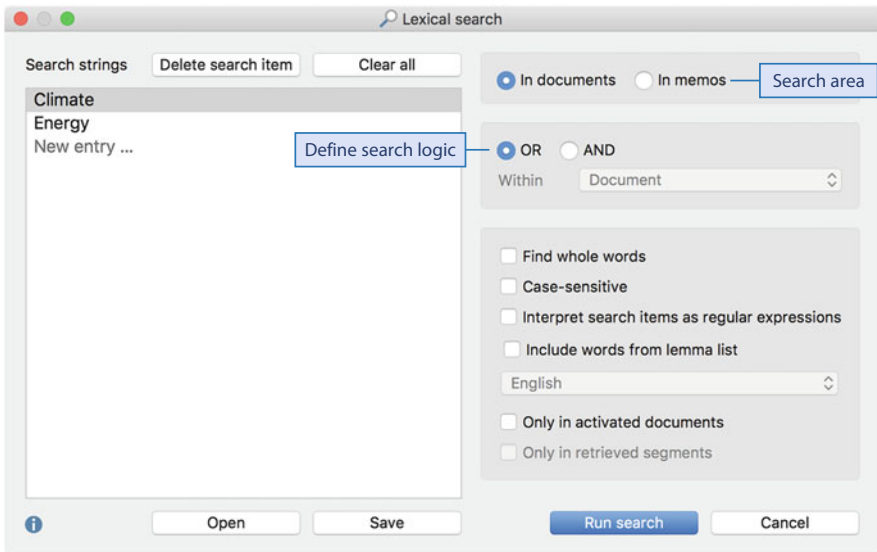 Lexical search
Search strings
Delete search item
Clear all
Climate
Energy
New entry ...
In documents
In memos
Search area
Define search logic
OR
AND
Within
Document
Find whole words
Case-sensitive
Interpret search items as regular expressions
Include words from lemma list
English
Only in activated documents
Only in retrieved segments
i
Open
Save
Run search
Cancel